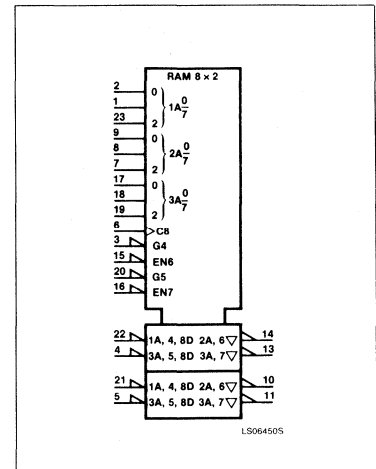 RAM 8 × 2
2 0
1 1A 0/7
23 2
9 0
8 2A 0/7
7 2
17 0
18 3A 0/7
19 2
6 C8
3 G4
15 EN6
20 G5
16 EN7
22 1A, 4, 8D 2A, 6▽ 14
4 3A, 5, 8D 3A, 7▽ 13
21 1A, 4, 8D 2A, 6▽ 10
5 3A, 5, 8D 3A, 7▽ 11
LS06450S